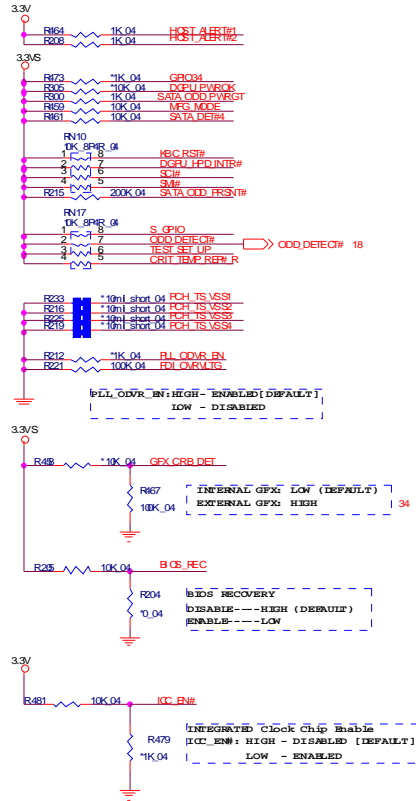 3.3V
R464 1K_04 HOST_ALERT#1
R208 1K_04 HOST_ALERT#2
3.3VS
R473 *1K_04 GPIO34
R305 *10K_04 DGPU_PWROK
R300 1K_04 SATA_ODD_PWRGT
R459 10K_04 MFG_MODE
R461 10K_04 SATA_DET#4
RN10
10K_8P4R_04
1 8 KBC_RST#
2 7 DGPU_HPD_INTR#
3 6 SCI#
4 5 SMI#
R215 200K_04 SATA_ODD_PRSNT#
RN17
10K_8P4R_04
1 8 S_GPIO
2 7 ODD_DETECT# ODD_DETECT# 18
3 6 TEST_SET_UP
4 5 CRIT_TEMP_REP#_R
R233 *10mil_short_04 PCH_TS_VSS1
R216 *10mil_short_04 PCH_TS_VSS2
R225 *10mil_short_04 PCH_TS_VSS3
R219 *10mil_short_04 PCH_TS_VSS4
R212 *1K_04 PLL_ODVR_EN
R221 100K_04 FDI_OVRVLTG
PLL_ODVR_EN:HIGH- ENABLED[DEFAULT]
LOW - DISABLED
3.3VS
R458 *10K_04 GFX_CRB_DET
R467
100K_04
INTERNAL GFX: LOW (DEFAULT)
EXTERNAL GFX: HIGH 34
R205 10K_04 BIOS_REC
R204
*0_04
BIOS RECOVERY
DISABLE----HIGH (DEFAULT)
ENABLE-----LOW
3.3V
R481 10K_04 ICC_EN#
R479
*1K_04
INTEGRATED Clock Chip Enable
ICC_EN#: HIGH - DISABLED [DEFAULT]
LOW - ENABLED